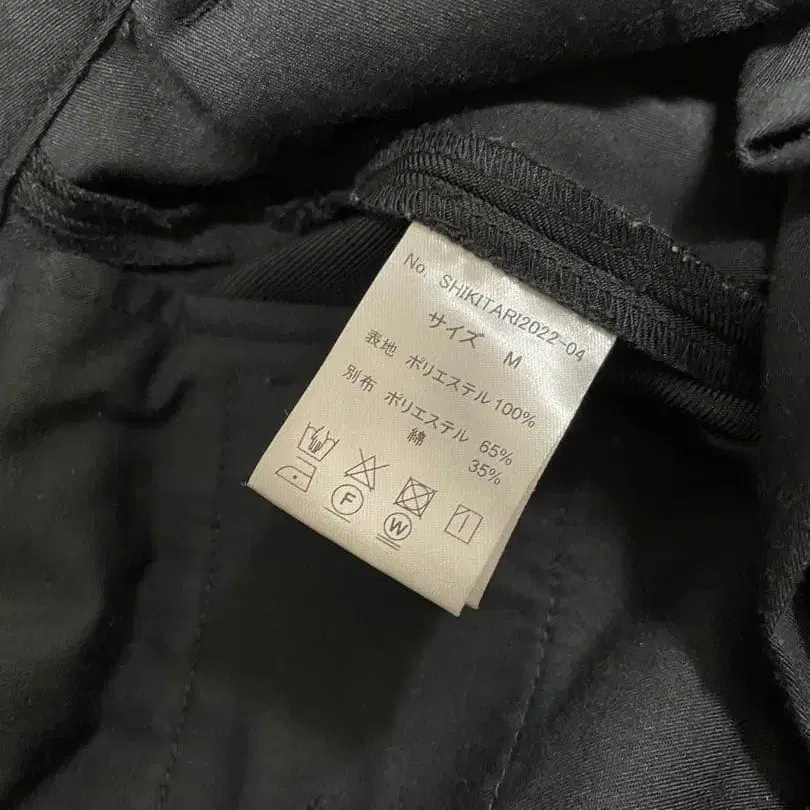 No. SHIKITARI2022-04
サイズ M
表地 ポリエステル 100%
別布 ポリエステル 65%
綿 35%
F
W